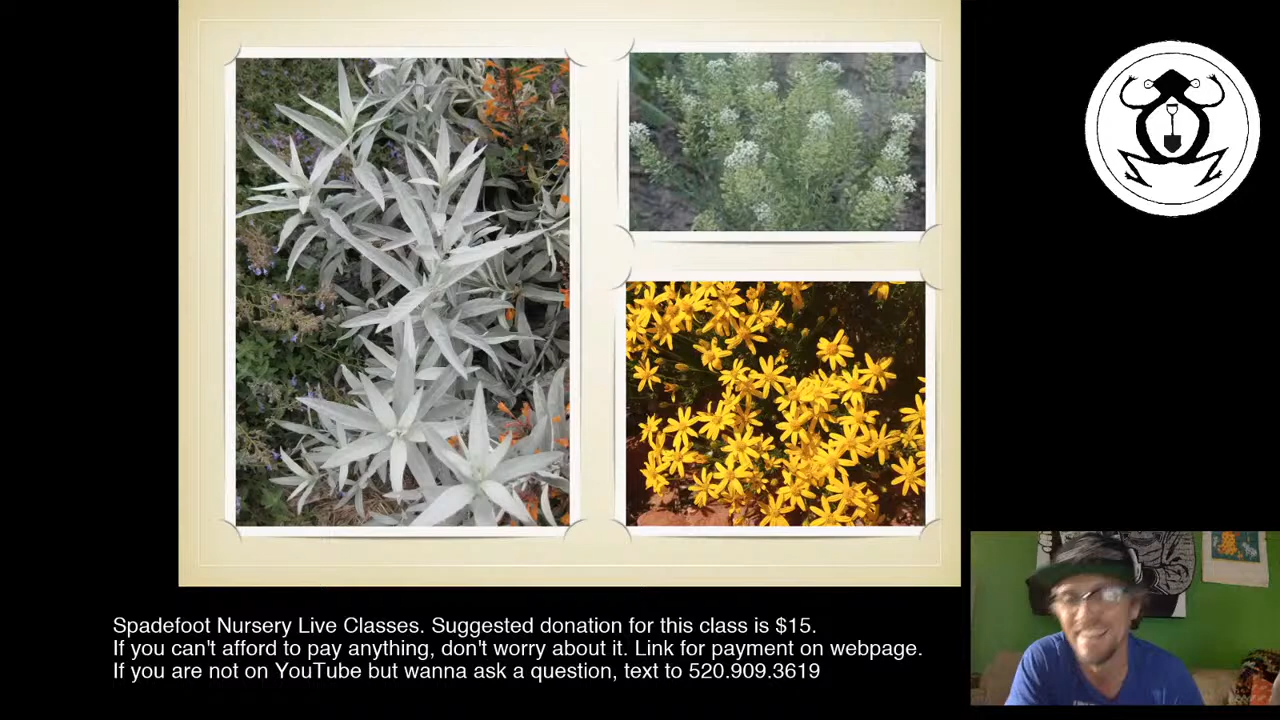 Spadefoot Nursery Live Classes. Suggested donation for this class is $15.
If you can't afford to pay anything, don't worry about it. Link for payment on webpage.
If you are not on YouTube but wanna ask a question, text to 520.909.3619